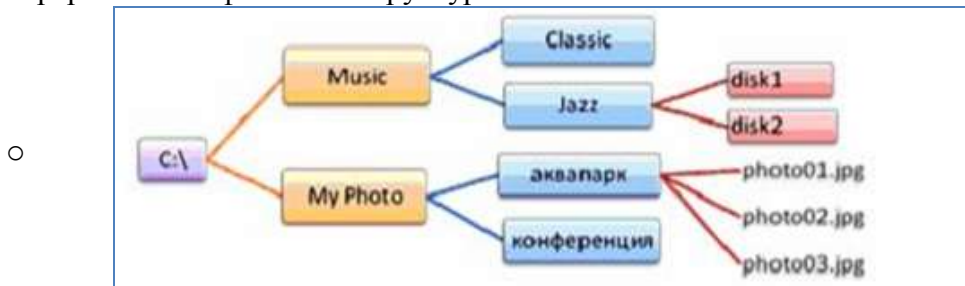 Classic
Music
Jazz
disk1
disk2
C:\
My Photo
аквапарк
photo01.jpg
photo02.jpg
конференция
photo03.jpg